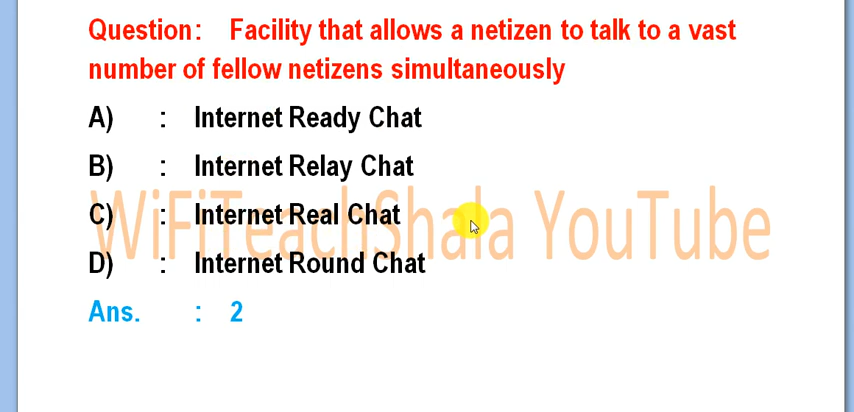 Question: Facility that allows a netizen to talk to a vast
number of fellow netizens simultaneously
A) : Internet Ready Chat
B) : Internet Relay Chat
WiFiTeachShala YouTube
C) : Internet Real Chat
D) : Internet Round Chat
Ans. : 2